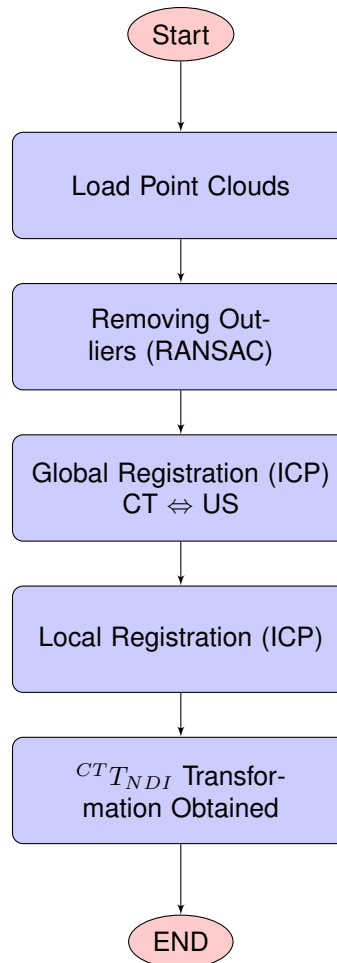 Start
Load Point Clouds
Removing Out-
liers (RANSAC)
Global Registration (ICP)
CT ⇔ US
Local Registration (ICP)
^{CT}T_{NDI} Transfor-
mation Obtained
END